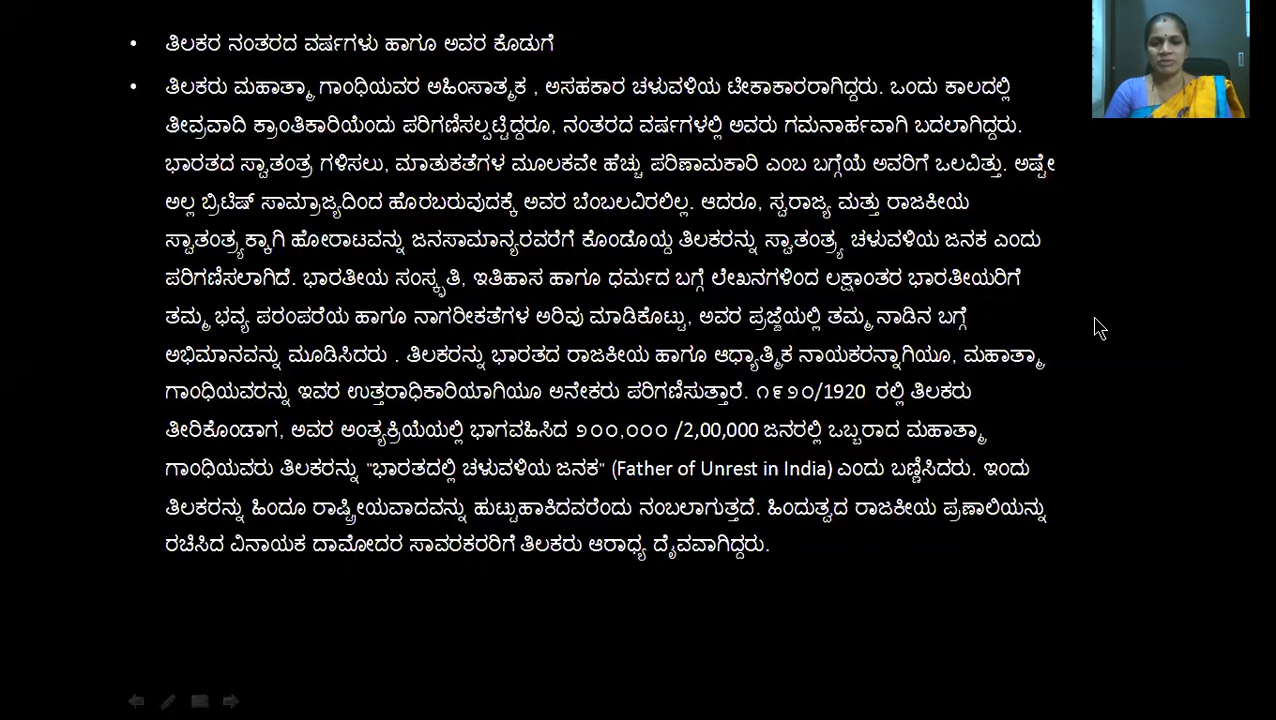 • ತಿಲಕರ ನಂತರದ ವರ್ಷಗಳು ಹಾಗೂ ಅವರ ಕೊಡುಗೆ
• ತಿಲಕರು ಮಹಾತ್ಮಾ ಗಾಂಧಿಯವರ ಅಹಿಂಸಾತ್ಮಕ , ಅಸಹಕಾರ ಚಳುವಳಿಯ ಟೀಕಾಕಾರರಾಗಿದ್ದರು. ಒಂದು ಕಾಲದಲ್ಲಿ
ತೀವ್ರವಾದಿ ಕ್ರಾಂತಿಕಾರಿಯೆಂದು ಪರಿಗಣಿಸಲ್ಪಟ್ಟಿದ್ದರೂ, ನಂತರದ ವರ್ಷಗಳಲ್ಲಿ ಅವರು ಗಮನಾರ್ಹವಾಗಿ ಬದಲಾಗಿದ್ದರು.
ಭಾರತದ ಸ್ವಾತಂತ್ರ ಗಳಿಸಲು, ಮಾತುಕತೆಗಳ ಮೂಲಕವೇ ಹೆಚ್ಚು ಪರಿಣಾಮಕಾರಿ ಎಂಬ ಬಗ್ಗೆಯೆ ಅವರಿಗೆ ಒಲವಿತ್ತು. ಅಷ್ಟೇ
ಅಲ್ಲ ಬ್ರಿಟಿಷ್ ಸಾಮ್ರಾಜ್ಯದಿಂದ ಹೊರಬರುವುದಕ್ಕೆ ಅವರ ಬೆಂಬಲವಿರಲಿಲ್ಲ. ಆದರೂ, ಸ್ವರಾಜ್ಯ ಮತ್ತು ರಾಜಕೀಯ
ಸ್ವಾತಂತ್ರ್ಯಕ್ಕಾಗಿ ಹೋರಾಟವನ್ನು ಜನಸಾಮಾನ್ಯರವರೆಗೆ ಕೊಂಡೊಯ್ದ ತಿಲಕರನ್ನು ಸ್ವಾತಂತ್ರ್ಯ ಚಳುವಳಿಯ ಜನಕ ಎಂದು
ಪರಿಗಣಿಸಲಾಗಿದೆ. ಭಾರತೀಯ ಸಂಸ್ಕೃತಿ, ಇತಿಹಾಸ ಹಾಗೂ ಧರ್ಮದ ಬಗ್ಗೆ ಲೇಖನಗಳಿಂದ ಲಕ್ಷಾಂತರ ಭಾರತೀಯರಿಗೆ
ತಮ್ಮ ಭವ್ಯ ಪರಂಪರೆಯ ಹಾಗೂ ನಾಗರೀಕತೆಗಳ ಅರಿವು ಮಾಡಿಕೊಟ್ಟು, ಅವರ ಪ್ರಜ್ಞೆಯಲ್ಲಿ ತಮ್ಮ ನಾಡಿನ ಬಗ್ಗೆ
ಅಭಿಮಾನವನ್ನು ಮೂಡಿಸಿದರು . ತಿಲಕರನ್ನು ಭಾರತದ ರಾಜಕೀಯ ಹಾಗೂ ಆಧ್ಯಾತ್ಮಿಕ ನಾಯಕರನ್ನಾಗಿಯೂ, ಮಹಾತ್ಮಾ
ಗಾಂಧಿಯವರನ್ನು ಇವರ ಉತ್ತರಾಧಿಕಾರಿಯಾಗಿಯೂ ಅನೇಕರು ಪರಿಗಣಿಸುತ್ತಾರೆ. ೧೯೨೦/1920 ರಲ್ಲಿ ತಿಲಕರು
ತೀರಿಕೊಂಡಾಗ, ಅವರ ಅಂತ್ಯಕ್ರಿಯೆಯಲ್ಲಿ ಭಾಗವಹಿಸಿದ ೨೦೦,೦೦೦ /2,00,000 ಜನರಲ್ಲಿ ಒಬ್ಬರಾದ ಮಹಾತ್ಮಾ
ಗಾಂಧಿಯವರು ತಿಲಕರನ್ನು "ಭಾರತದಲ್ಲಿ ಚಳುವಳಿಯ ಜನಕ" (Father of Unrest in India) ಎಂದು ಬಣ್ಣಿಸಿದರು. ಇಂದು
ತಿಲಕರನ್ನು ಹಿಂದೂ ರಾಷ್ಟ್ರೀಯವಾದವನ್ನು ಹುಟ್ಟುಹಾಕಿದವರೆಂದು ನಂಬಲಾಗುತ್ತದೆ. ಹಿಂದುತ್ವದ ರಾಜಕೀಯ ಪ್ರಣಾಲಿಯನ್ನು
ರಚಿಸಿದ ವಿನಾಯಕ ದಾಮೋದರ ಸಾವರಕರರಿಗೆ ತಿಲಕರು ಆರಾಧ್ಯ ದೈವವಾಗಿದ್ದರು.